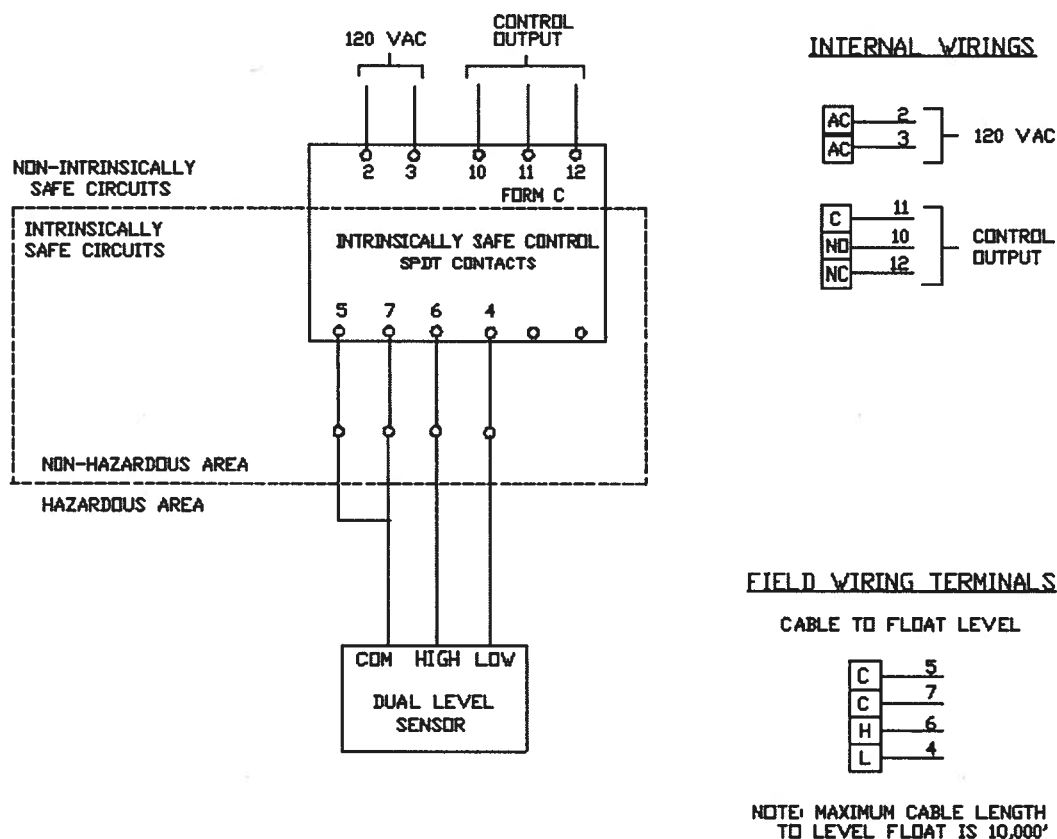 120 VAC
CONTROL
OUTPUT
2 3 10 11 12
FORM C
NON-INTRINSICALLY
SAFE CIRCUITS
INTRINSICALLY
SAFE CIRCUITS
INTRINSICALLY SAFE CONTROL
SPDT CONTACTS
5 7 6 4
NON-HAZARDOUS AREA
HAZARDOUS AREA
COM HIGH LOW
DUAL LEVEL
SENSOR
INTERNAL WIRINGS
AC 2
AC 3
120 VAC
C 11
NO 10
NC 12
CONTROL
OUTPUT
FIELD WIRING TERMINALS
CABLE TO FLOAT LEVEL
C 5
C 7
H 6
L 4
NOTE: MAXIMUM CABLE LENGTH
TO LEVEL FLOAT IS 10,000'